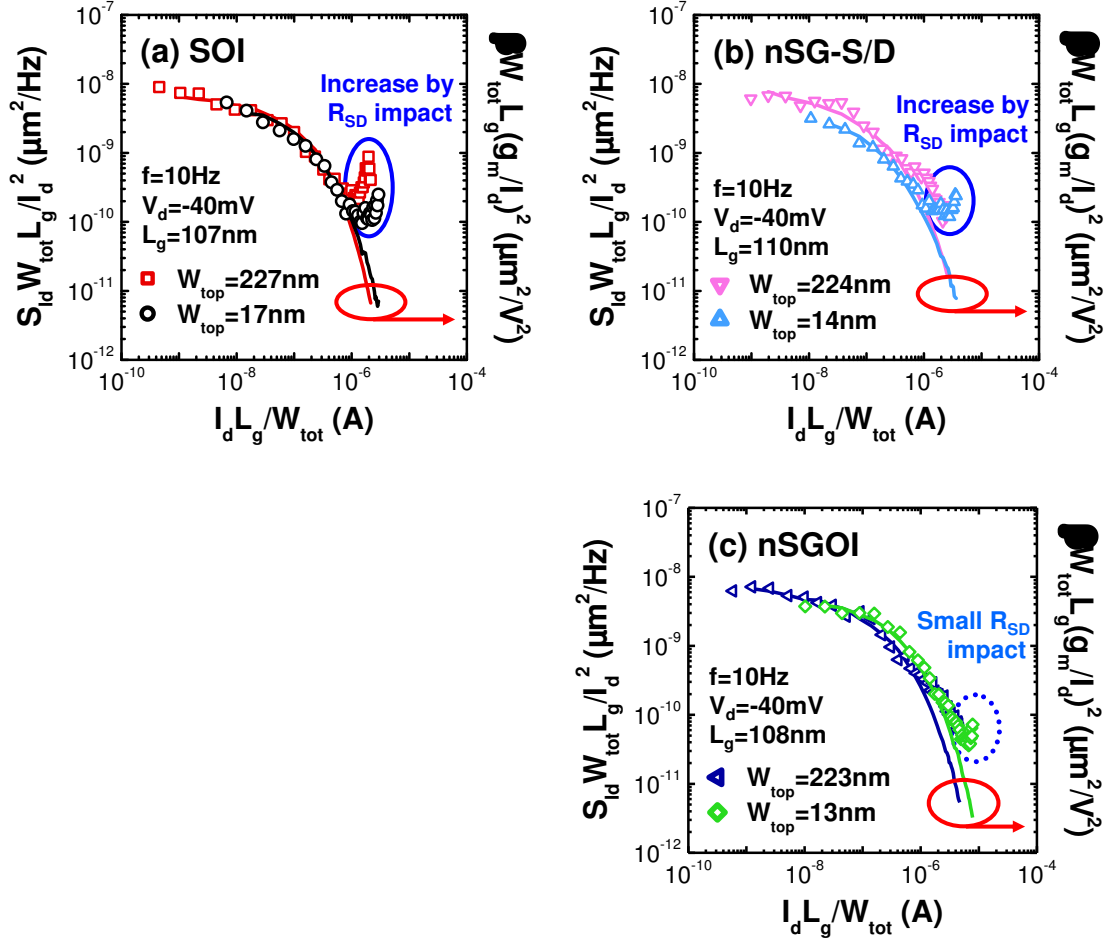 (a) SOI
Increase by
R_SD impact
f=10Hz
V_d=-40mV
L_g=107nm
W_top=227nm
W_top=17nm
10^-7
10^-8
10^-9
10^-10
10^-11
10^-12
10^-10
10^-8
10^-6
10^-4
S_Id W_tot L_g/I_d^2 (µm^2/Hz)
W_tot L_g(g_m/I_d)^2 (µm^2/V^2)
I_d L_g/W_tot (A)
(b) nSG-S/D
Increase by
R_SD impact
f=10Hz
V_d=-40mV
L_g=110nm
W_top=224nm
W_top=14nm
10^-7
10^-8
10^-9
10^-10
10^-11
10^-12
10^-10
10^-8
10^-6
10^-4
S_Id W_tot L_g/I_d^2 (µm^2/Hz)
W_tot L_g(g_m/I_d)^2 (µm^2/V^2)
I_d L_g/W_tot (A)
(c) nSGOI
Small R_SD
impact
f=10Hz
V_d=-40mV
L_g=108nm
W_top=223nm
W_top=13nm
10^-7
10^-8
10^-9
10^-10
10^-11
10^-12
10^-10
10^-8
10^-6
10^-4
S_Id W_tot L_g/I_d^2 (µm^2/Hz)
W_tot L_g(g_m/I_d)^2 (µm^2/V^2)
I_d L_g/W_tot (A)